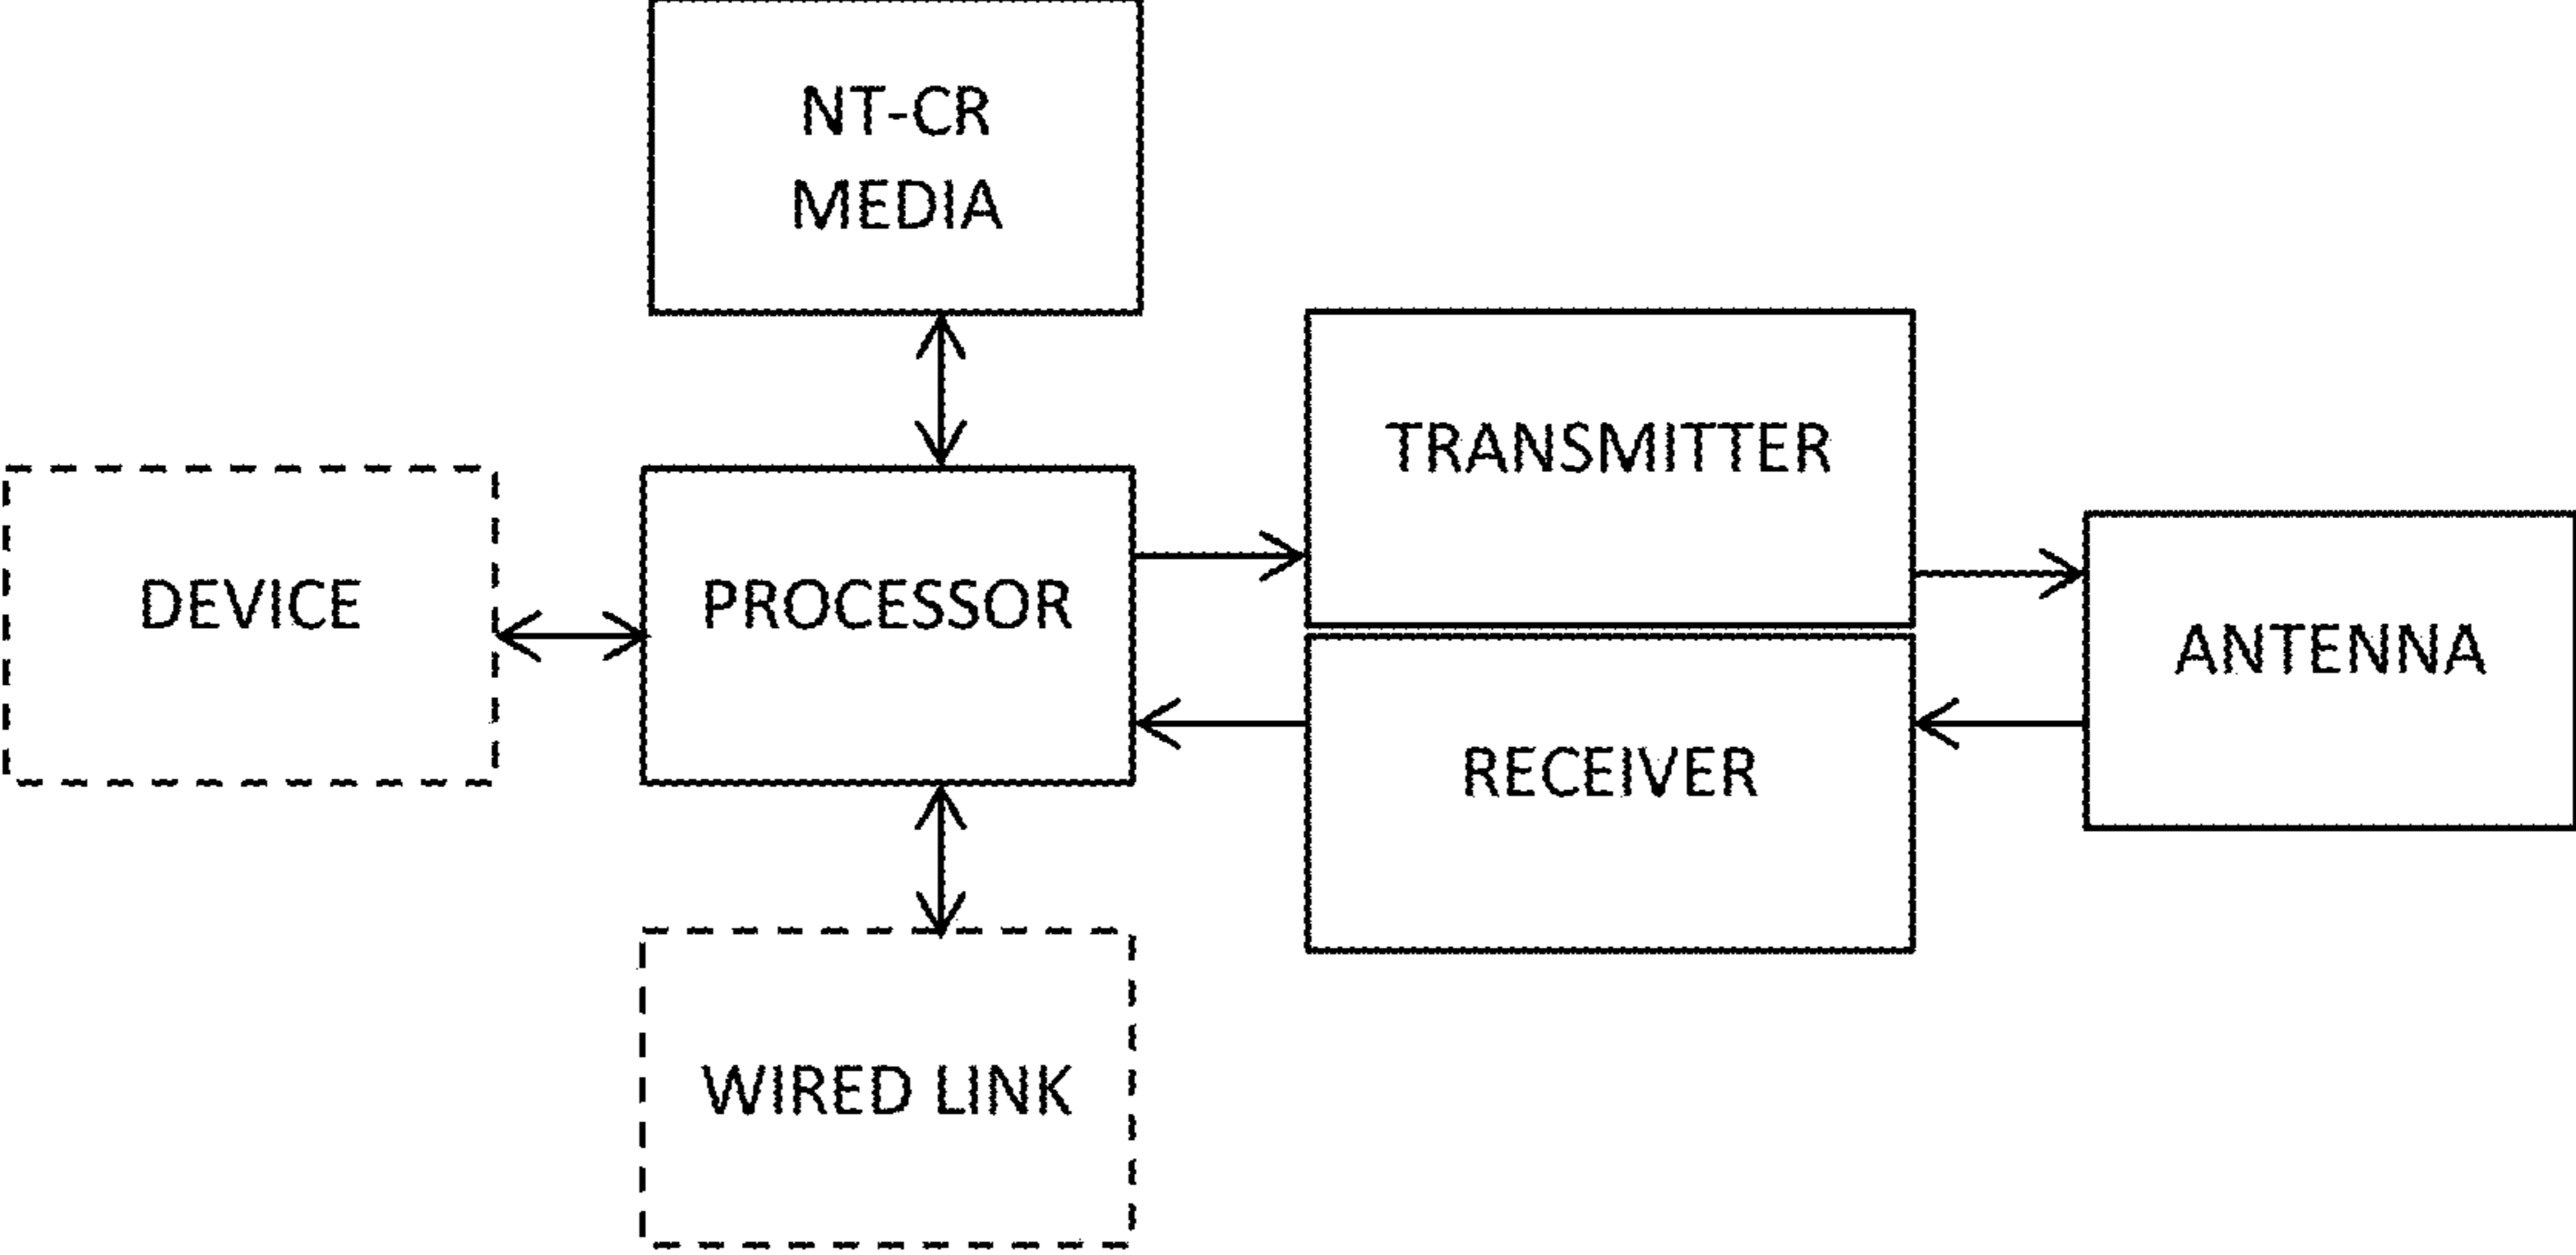 NT-CR
MEDIA
TRANSMITTER
DEVICE
PROCESSOR
ANTENNA
RECEIVER
WIRED LINK